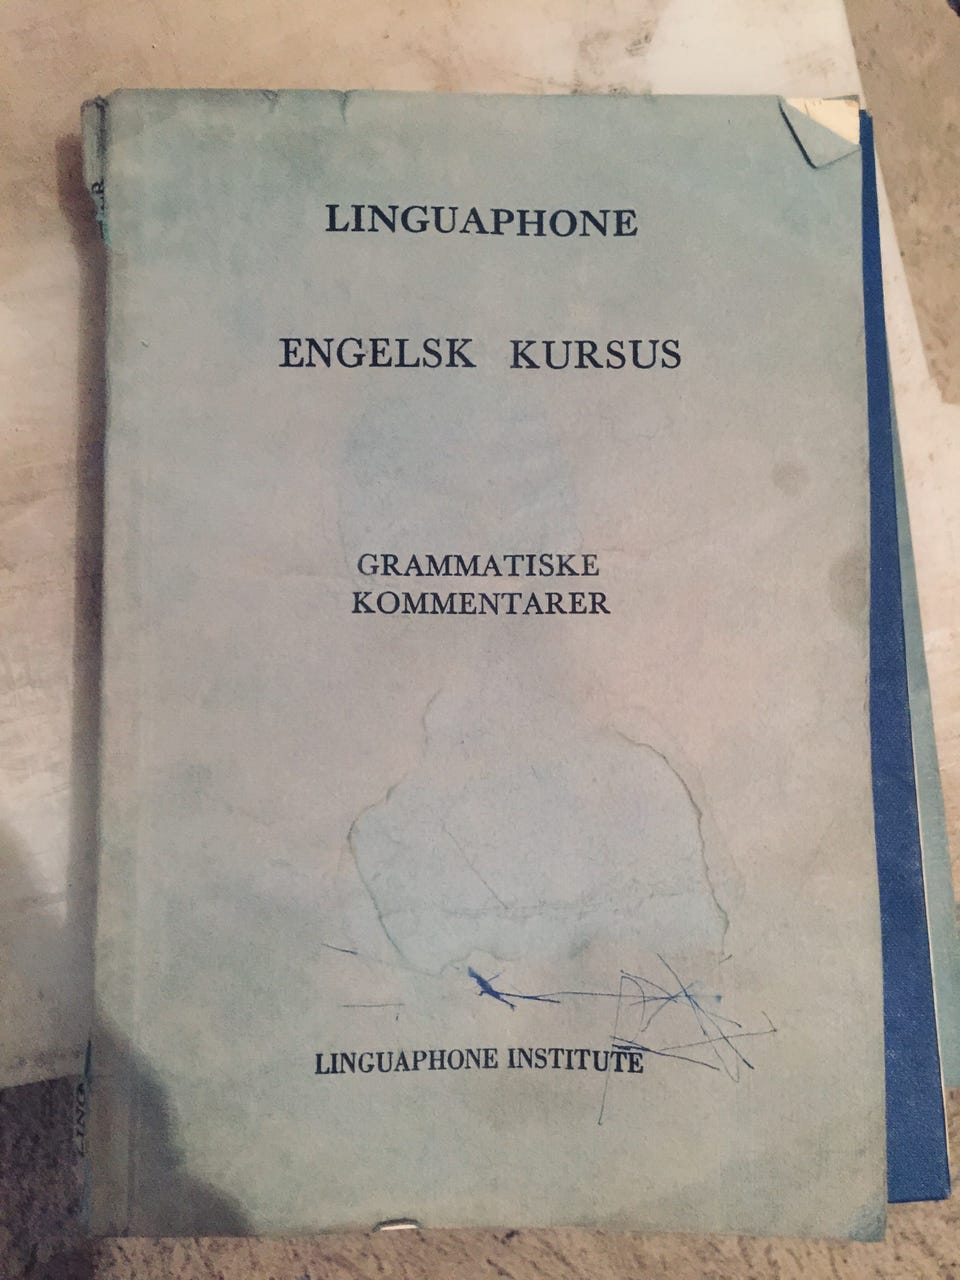 LINGUAPHONE
ENGELSK KURSUS
GRAMMATISKE
KOMMENTARER
LINGUAPHONE INSTITUTE